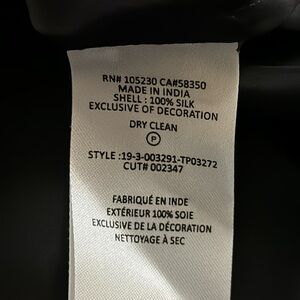 RN# 105230 CA#58350
MADE IN INDIA
SHELL : 100% SILK
EXCLUSIVE OF DECORATION
DRY CLEAN
P
STYLE :19-3-003291-TP03272
CUT# 002347
FABRIQUÉ EN INDE
EXTÉRIEUR 100% SOIE
EXCLUSIVE DE LA DÉCORATION
NETTOYAGE À SEC